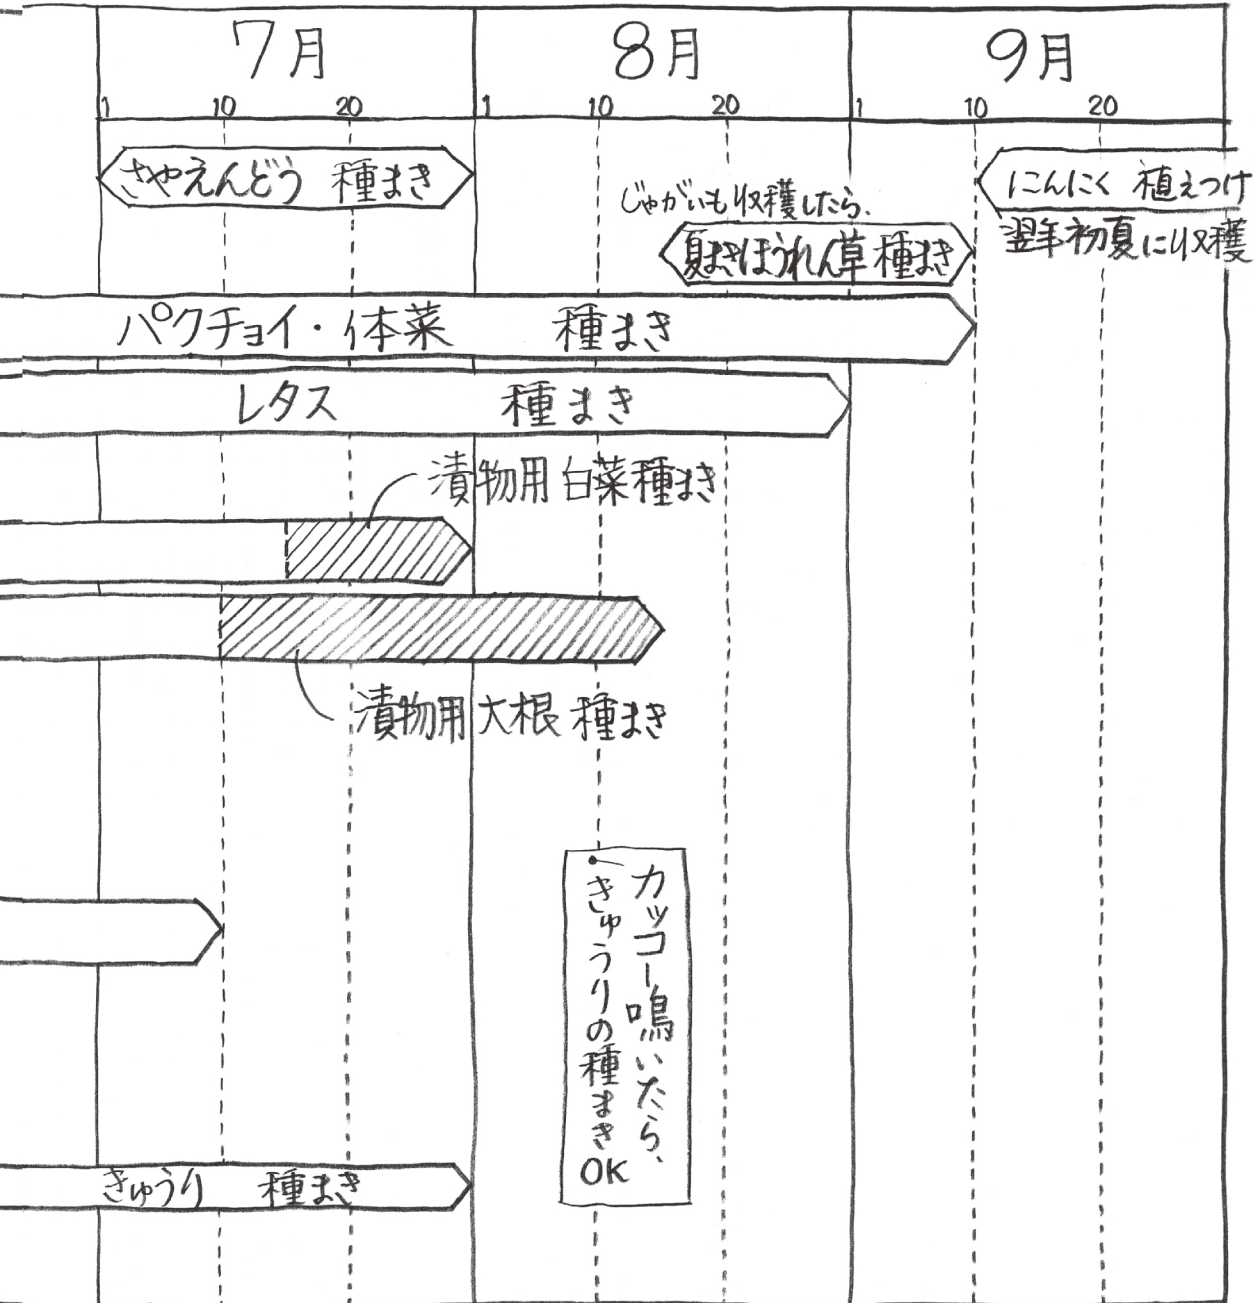 7月 8月 9月
1 10 20 1 10 20 1 10 20
さやえんどう 種まき
にんにく 植えつけ
翌年初夏に収穫
じゃがいも収穫したら、
夏まきほうれん草 種まき
パクチョイ・体菜 種まき
レタス 種まき
漬物用 白菜種まき
漬物用 大根 種まき
カッコー鳴いたら、
きゅうりの種まきOK
きゅうり 種まき